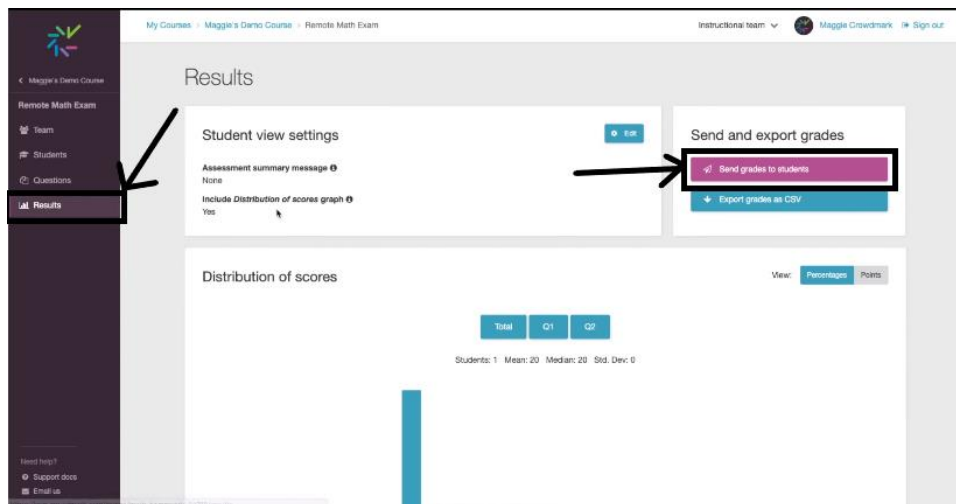 My Courses > Maggie's Demo Course > Remote Math Exam
Instructional team
Maggie Crowdmark
Sign out
Maggie's Demo Course
Remote Math Exam
Team
Students
Questions
Results
Need help?
Support docs
Email us
Results
Student view settings
Edit
Assessment summary message
None
Include Distribution of scores graph
Yes
Send and export grades
Send grades to students
Export grades as CSV
Distribution of scores
View: Percentages Points
Total Q1 Q2
Students: 1 Mean: 20 Median: 20 Std. Dev: 0